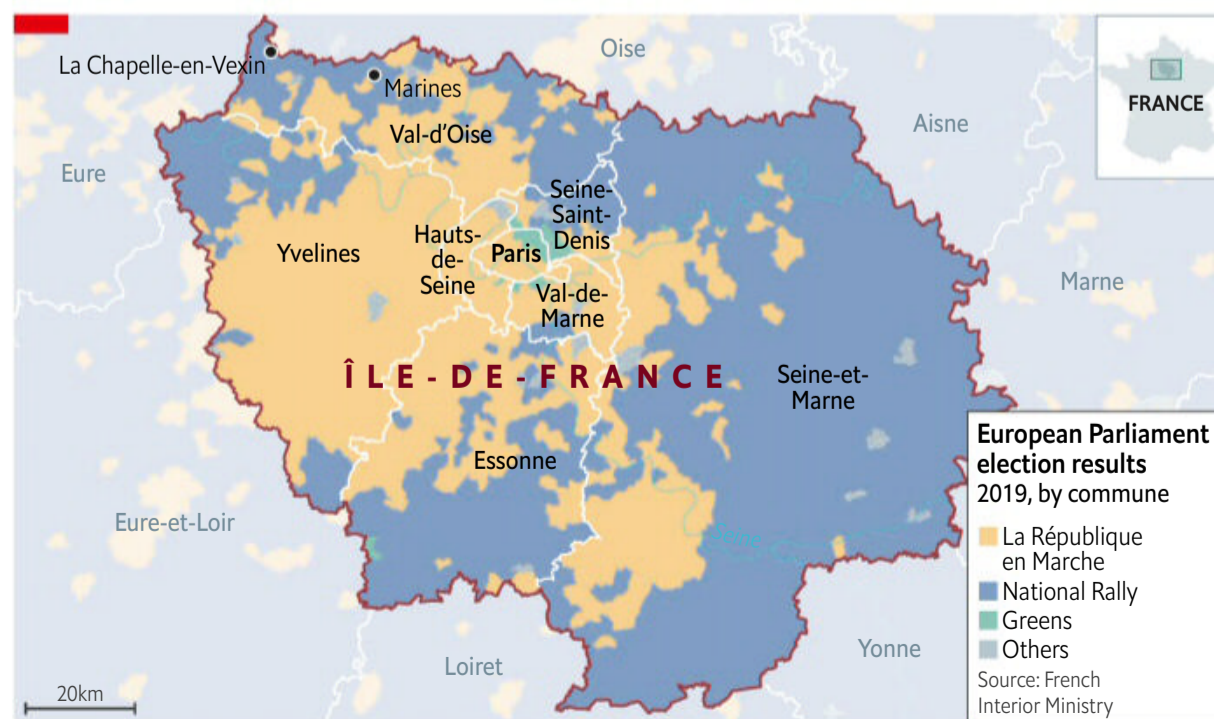 Oise
La Chapelle-en-Vexin
Marines
FRANCE
Aisne
Val-d'Oise
Eure
Seine-
Saint-
Denis
Hauts-
de-
Seine
Yvelines
Paris
Val-de-
Marne
Marne
ÎLE-DE-FRANCE
Seine-et-
Marne
Essonne
Eure-et-Loir
Seine
Loiret
Yonne
20km
European Parliament
election results
2019, by commune
La République
en Marche
National Rally
Greens
Others
Source: French
Interior Ministry